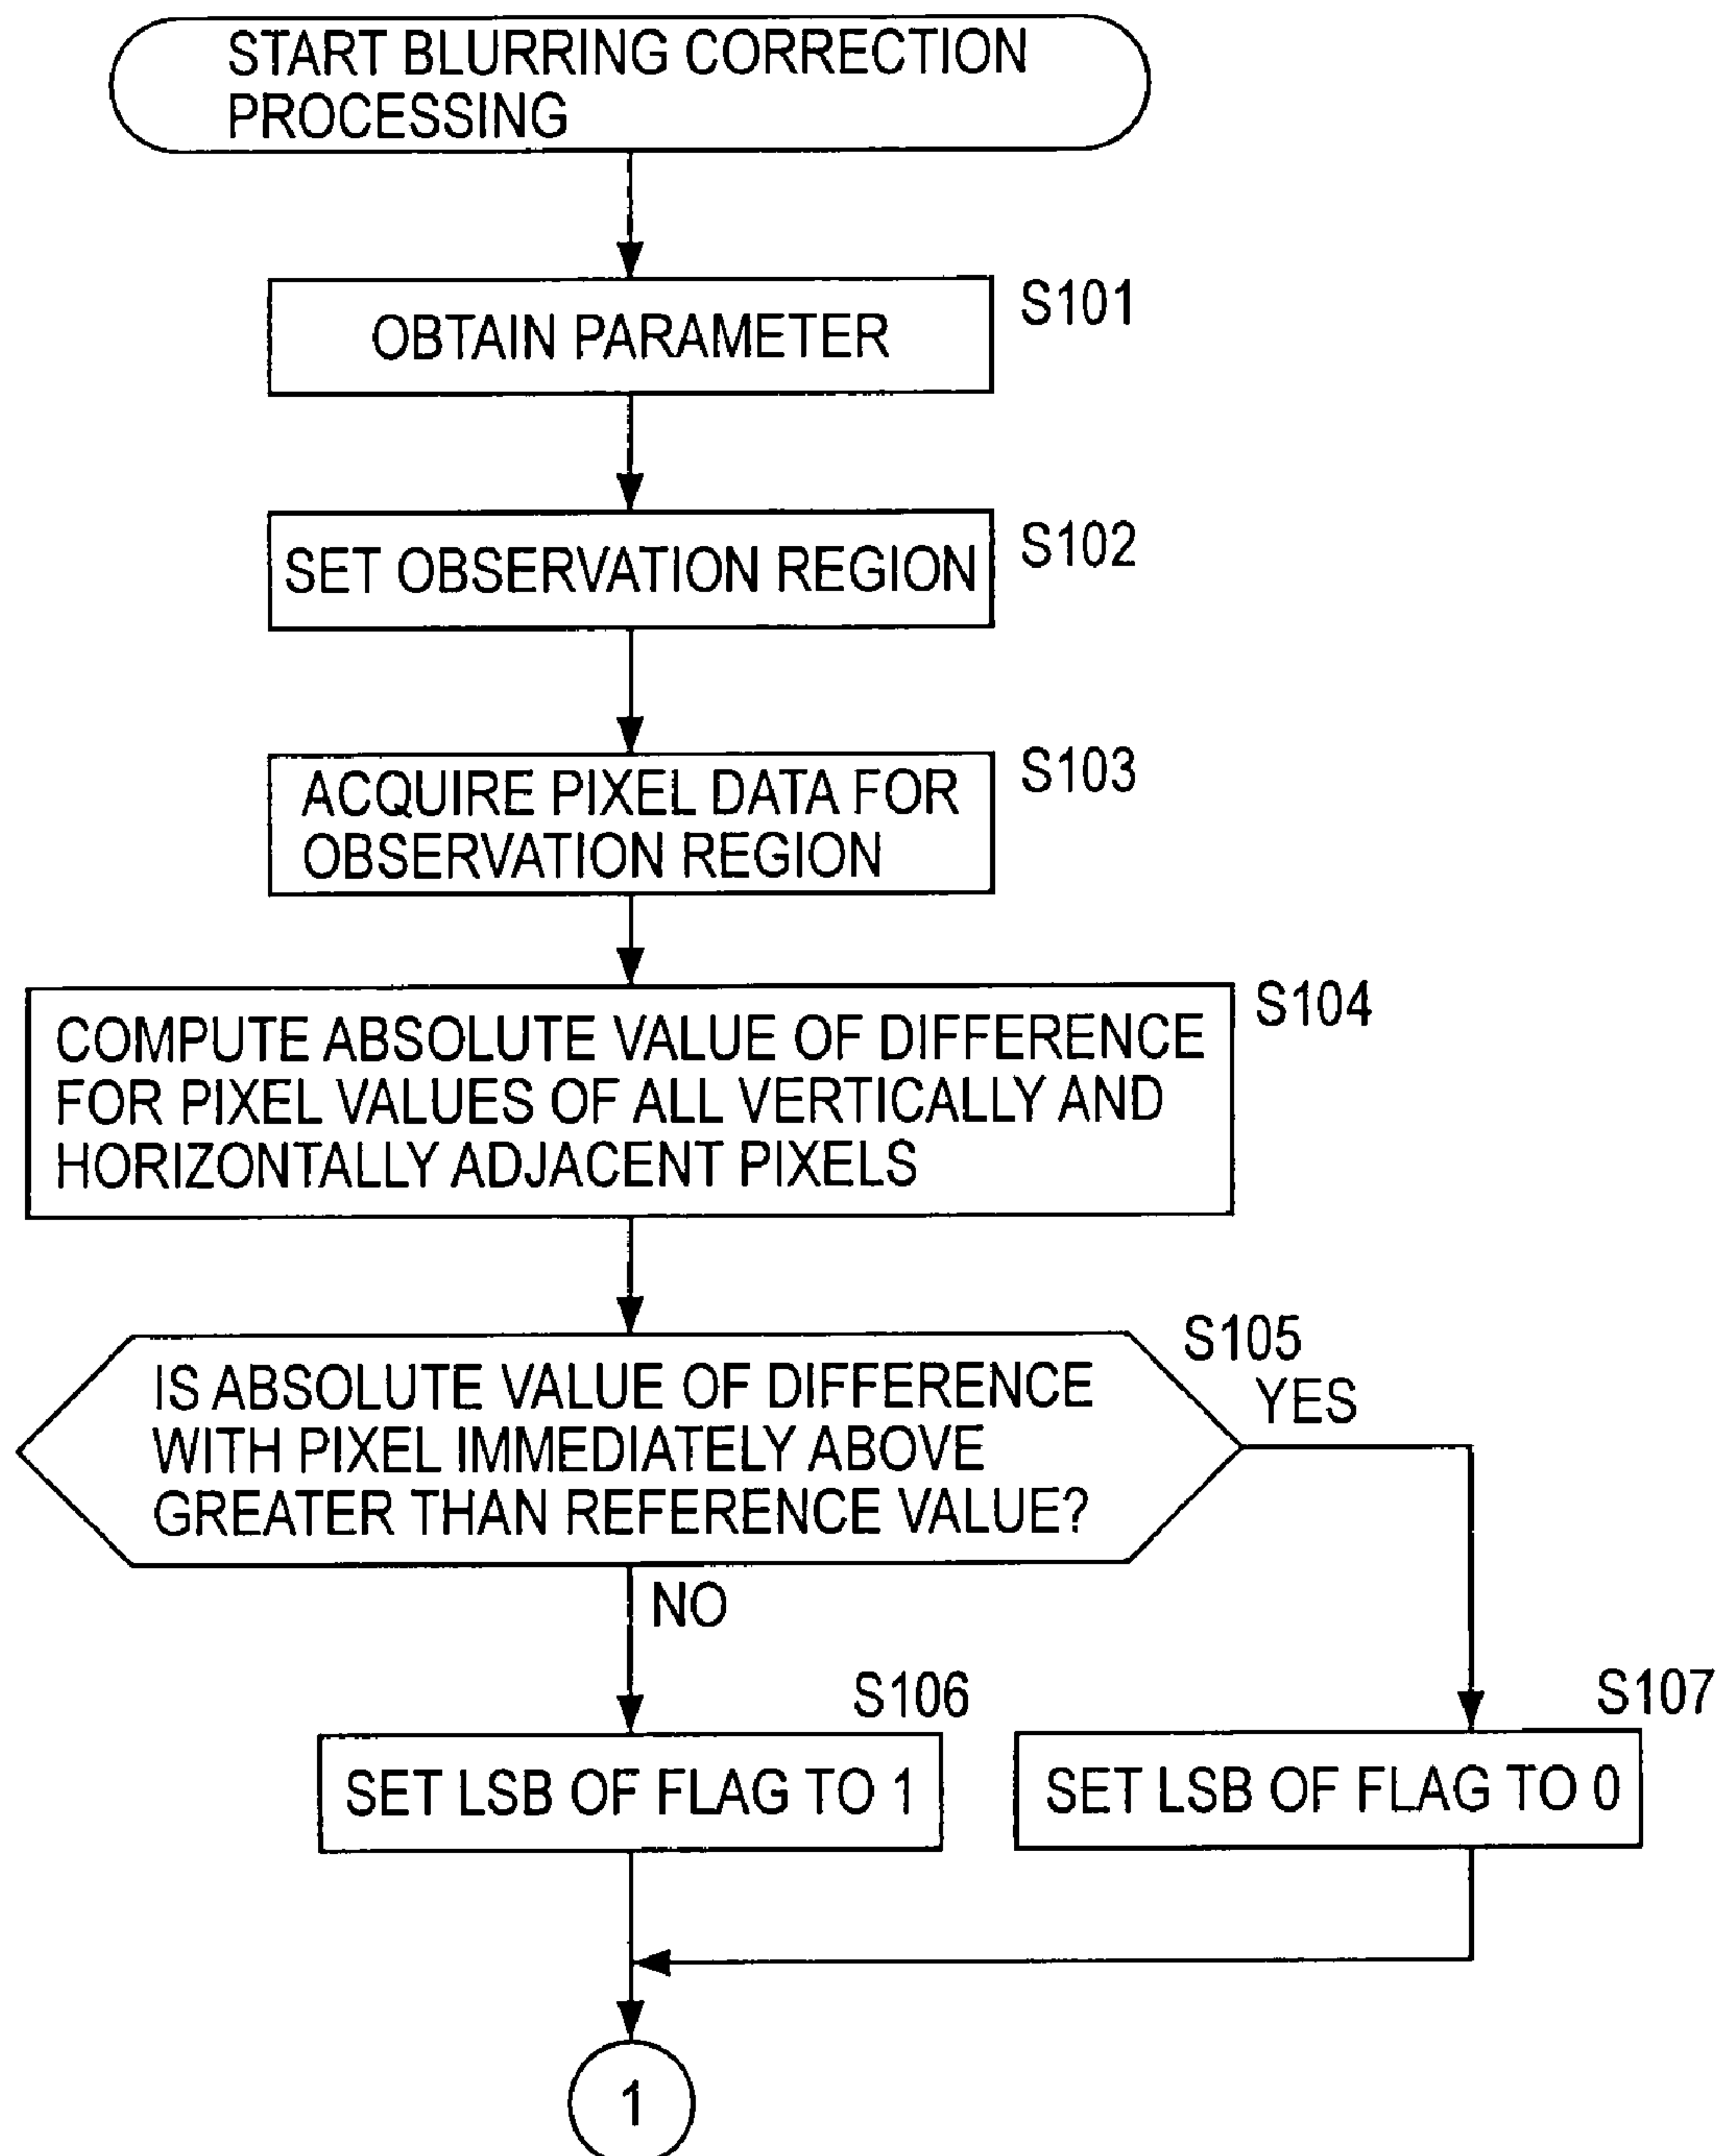 START BLURRING CORRECTION
PROCESSING
OBTAIN PARAMETER
S101
SET OBSERVATION REGION
S102
ACQUIRE PIXEL DATA FOR
OBSERVATION REGION
S103
COMPUTE ABSOLUTE VALUE OF DIFFERENCE
FOR PIXEL VALUES OF ALL VERTICALLY AND
HORIZONTALLY ADJACENT PIXELS
S104
IS ABSOLUTE VALUE OF DIFFERENCE
WITH PIXEL IMMEDIATELY ABOVE
GREATER THAN REFERENCE VALUE?
S105
YES
NO
S106
SET LSB OF FLAG TO 1
S107
SET LSB OF FLAG TO 0
1